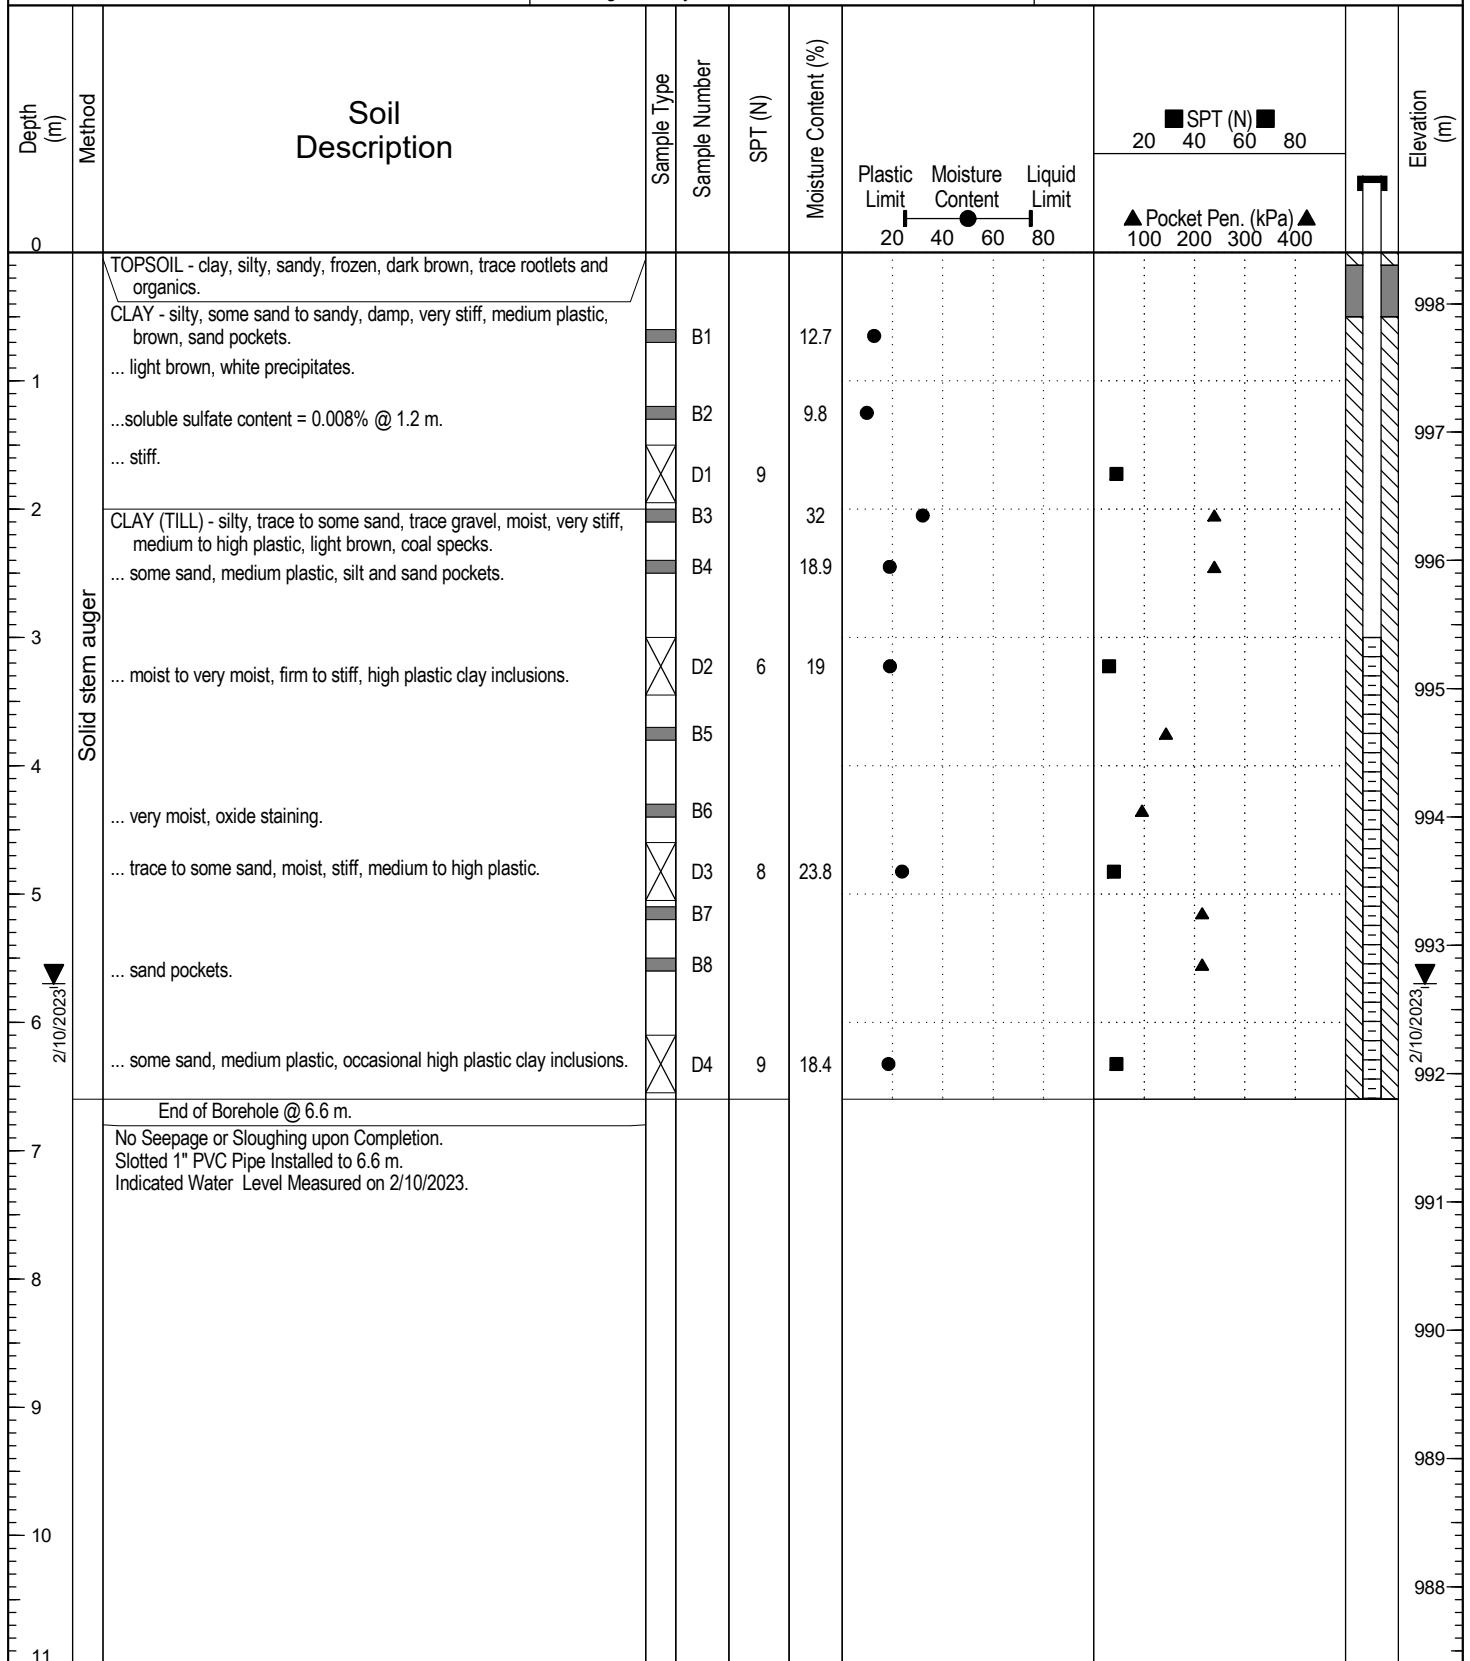 Depth
(m)
Method
Soil
Description
Sample Type
Sample Number
SPT (N)
Moisture Content (%)
Plastic
Limit
Moisture
Content
Liquid
Limit
20 40 60 80
SPT (N)
20 40 60 80
Pocket Pen. (kPa)
100 200 300 400
Elevation
(m)
0
TOPSOIL - clay, silty, sandy, frozen, dark brown, trace rootlets and
organics.
998
CLAY - silty, some sand to sandy, damp, very stiff, medium plastic,
brown, sand pockets.
B1 12.7
... light brown, white precipitates.
1
...soluble sulfate content = 0.008% @ 1.2 m.
B2 9.8
997
... stiff.
D1 9
2
CLAY (TILL) - silty, trace to some sand, trace gravel, moist, very stiff,
medium to high plastic, light brown, coal specks.
B3 32
... some sand, medium plastic, silt and sand pockets.
B4 18.9
996
Solid stem auger
3
... moist to very moist, firm to stiff, high plastic clay inclusions.
D2 6 19
995
B5
4
... very moist, oxide staining.
B6
994
... trace to some sand, moist, stiff, medium to high plastic.
D3 8 23.8
5
B7
993
... sand pockets.
B8
2/10/2023
2/10/2023
6
... some sand, medium plastic, occasional high plastic clay inclusions.
D4 9 18.4
992
End of Borehole @ 6.6 m.
No Seepage or Sloughing upon Completion.
7
Slotted 1" PVC Pipe Installed to 6.6 m.
Indicated Water Level Measured on 2/10/2023.
991
8
990
9
989
10
988
11